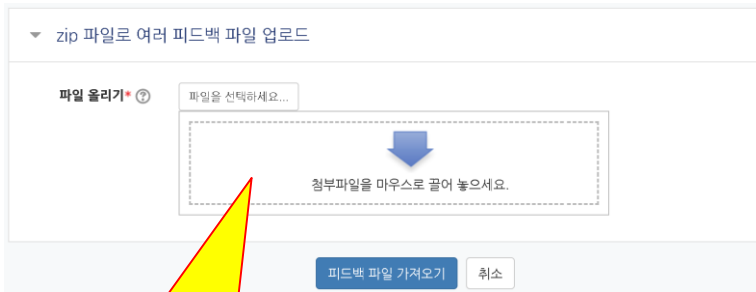 zip 파일로 여러 피드백 파일 업로드
파일 올리기* ?
파일을 선택하세요...
첨부파일을 마우스로 끌어 놓으세요.
피드백 파일 가져오기 취소